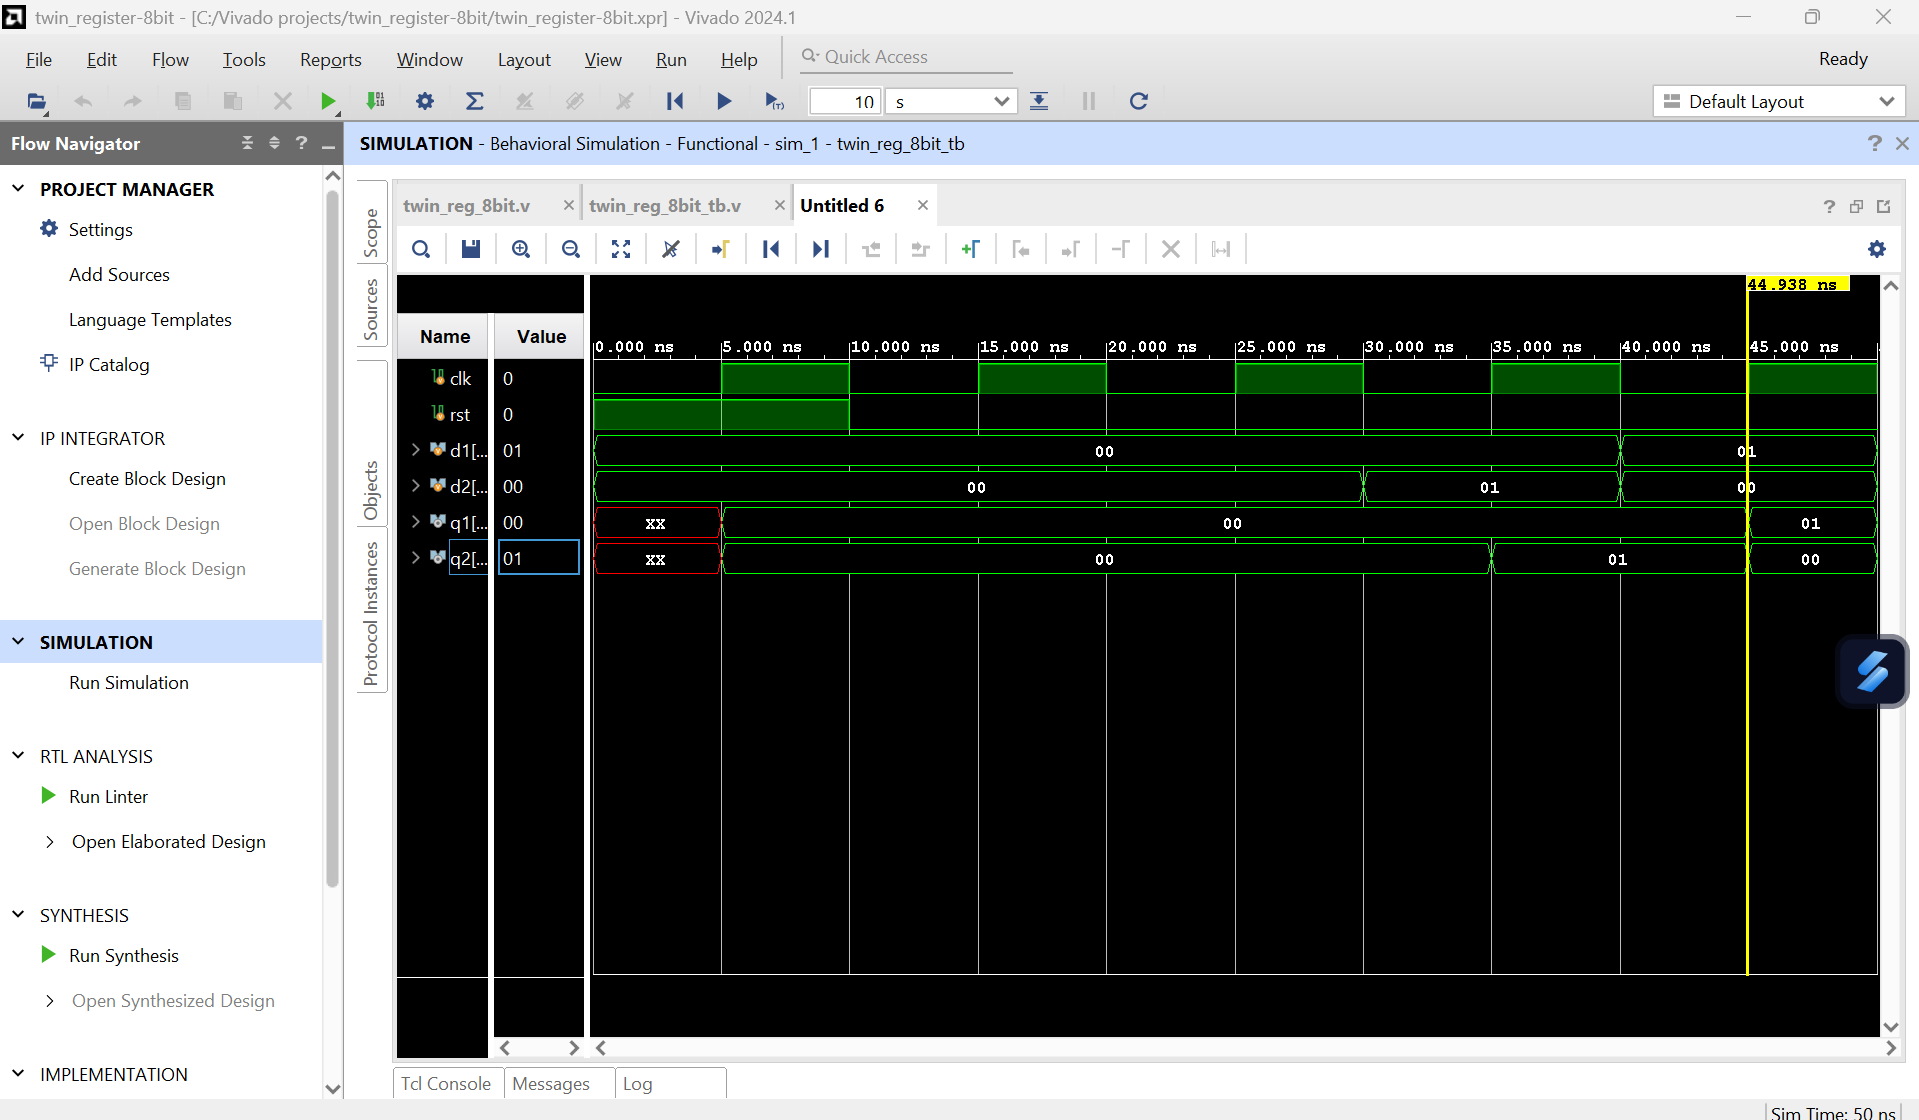 twin_register-8bit - [C:/Vivado projects/twin_register-8bit/twin_register-8bit.xpr] - Vivado 2024.1
File Edit Flow Tools Reports Window Layout View Run Help Quick Access Ready
10 s Default Layout
Flow Navigator
SIMULATION - Behavioral Simulation - Functional - sim_1 - twin_reg_8bit_tb
PROJECT MANAGER
Settings
Add Sources
Language Templates
IP Catalog
IP INTEGRATOR
Create Block Design
Open Block Design
Generate Block Design
SIMULATION
Run Simulation
RTL ANALYSIS
Run Linter
Open Elaborated Design
SYNTHESIS
Run Synthesis
Open Synthesized Design
IMPLEMENTATION
Scope
Sources
Objects
Protocol Instances
twin_reg_8bit.v twin_reg_8bit_tb.v Untitled 6
44.938 ns
Name Value
0.000 ns 5.000 ns 10.000 ns 15.000 ns 20.000 ns 25.000 ns 30.000 ns 35.000 ns 40.000 ns 45.000 ns
clk 0
rst 0
d1[... 01 00 01
d2[... 00 00 01 00
q1[... 00 XX 00 01
q2[... 01 XX 00 01 00
Tcl Console Messages Log
Sim Time: 50 ns